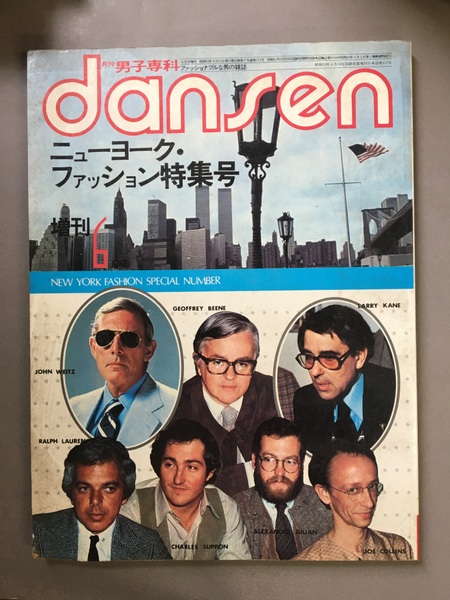 月刊 男子専科
ファッショナブルな男の雑誌
dansen
ニューヨーク・
ファッション特集号
増刊 6
NEW YORK FASHION SPECIAL NUMBER
GEOFFREY BEENE
LARRY KANE
JOHN WEITZ
RALPH LAUREN
CHARLES SUPPON
ALEXANDER JULIAN
JOE COLLINS